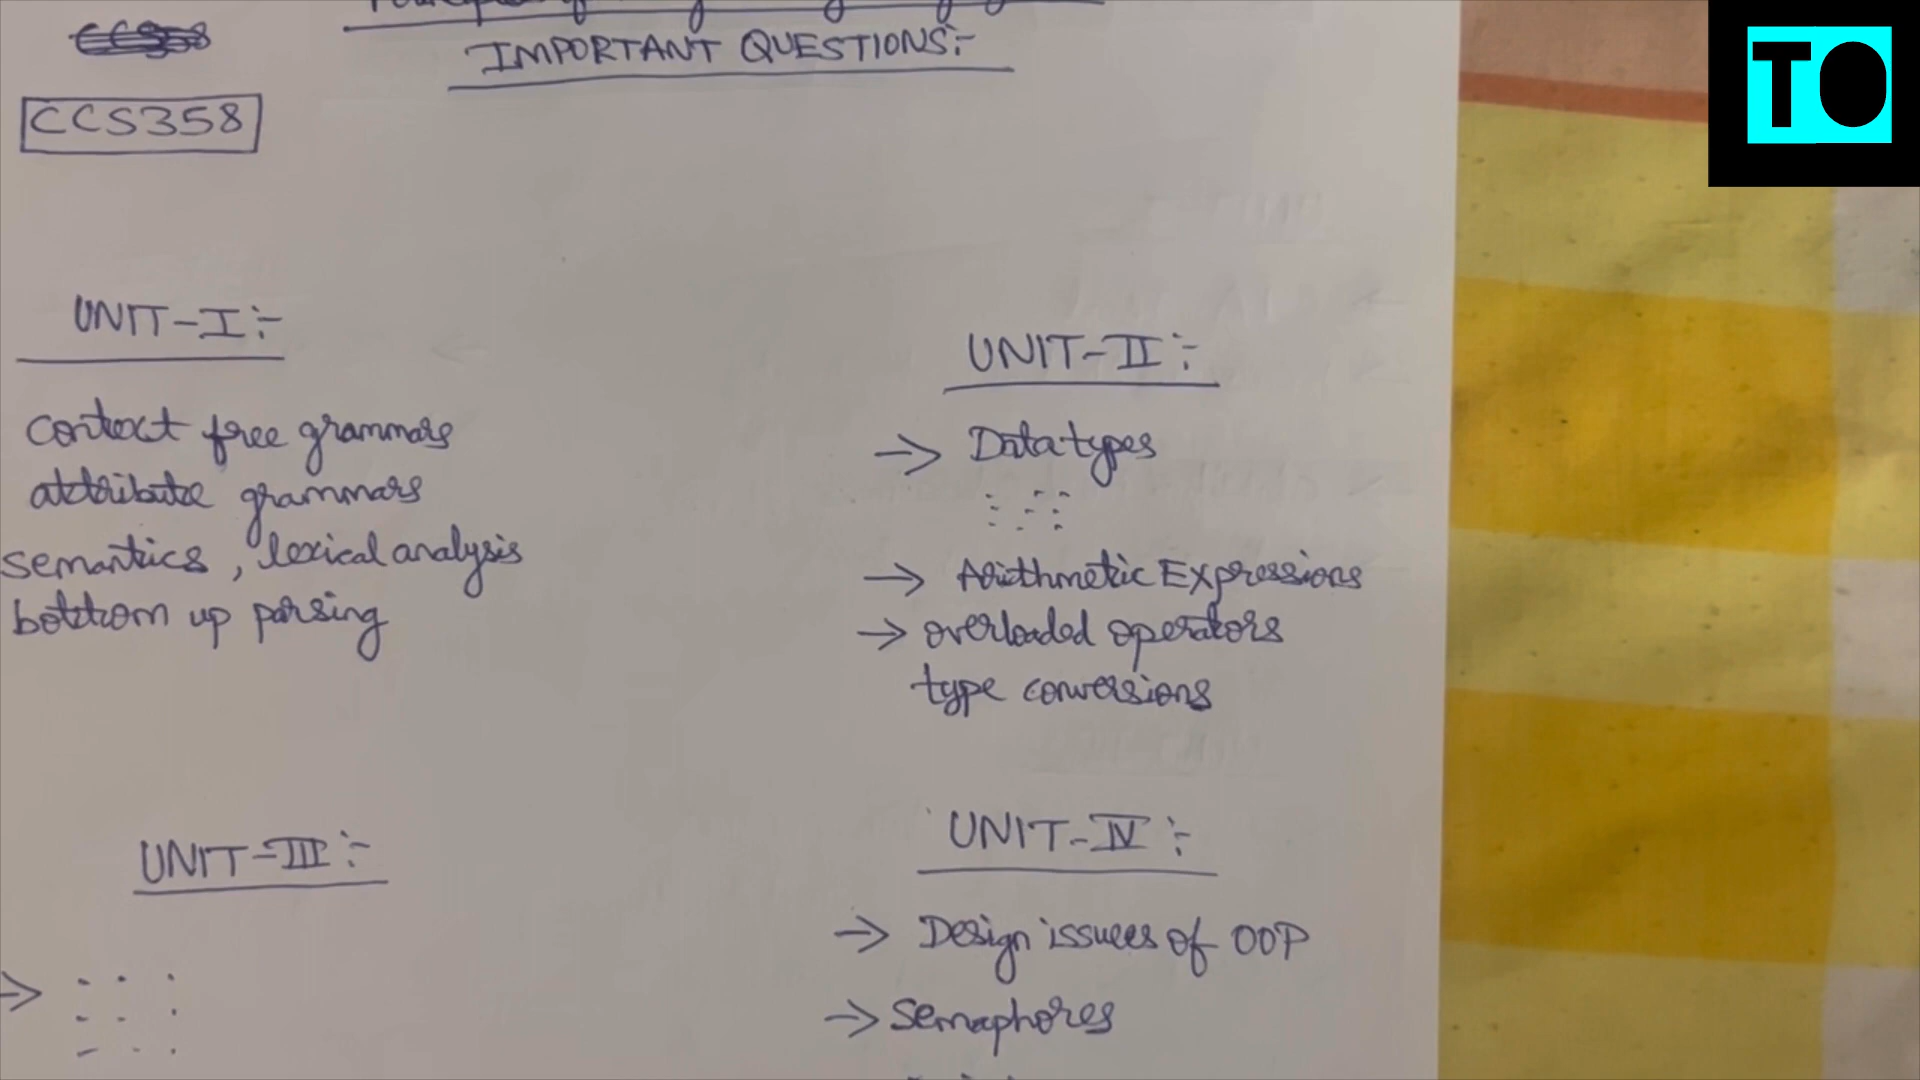 IMPORTANT QUESTIONS:-
CCS358
UNIT-I:-
context free grammars
attribute grammars
semantics, lexical analysis
bottom up parsing
UNIT-II:-
→ Datatypes
→ Arithmetic Expressions
→ overloaded operators
type conversions
UNIT-III:-
UNIT-IV:-
→ Design issues of OOP
→ Semaphores
TO